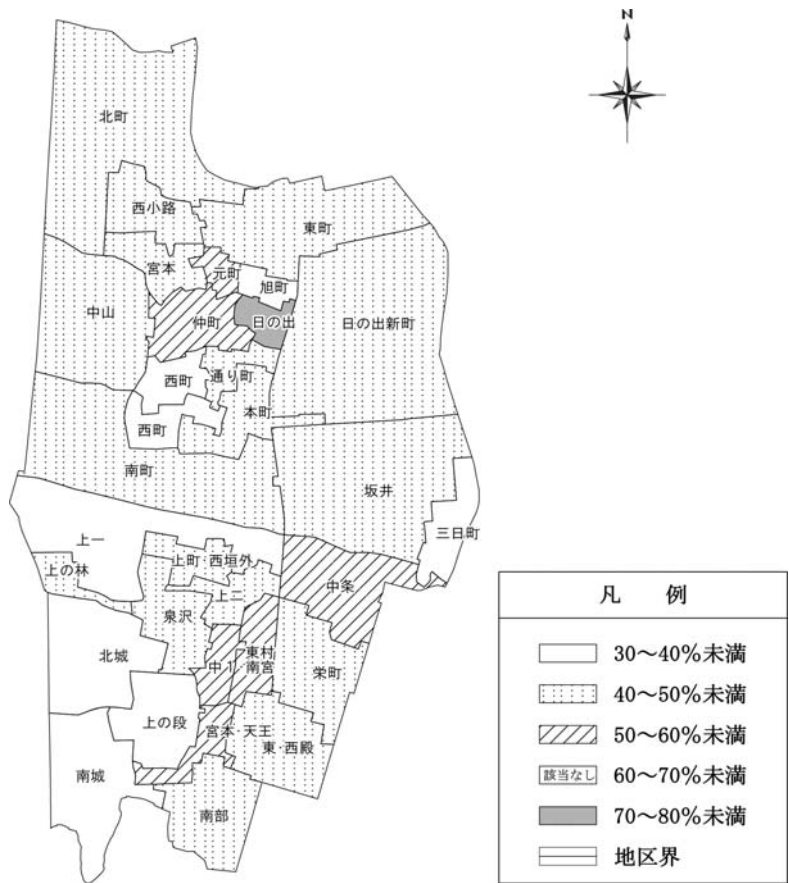 N
北町
西小路
東町
宮本
元町
旭町
中山
仲町
日の出
日の出新町
西町
通り町
本町
西町
南町
坂井
上一
三日町
上町
西垣外
上の林
中条
上二
泉沢
北城
東村
中1
南宮
栄町
上の段
宮本・天王
東・西殿
南城
南部
凡 例
30～40%未満
40～50%未満
50～60%未満
該当なし 60～70%未満
70～80%未満
地区界